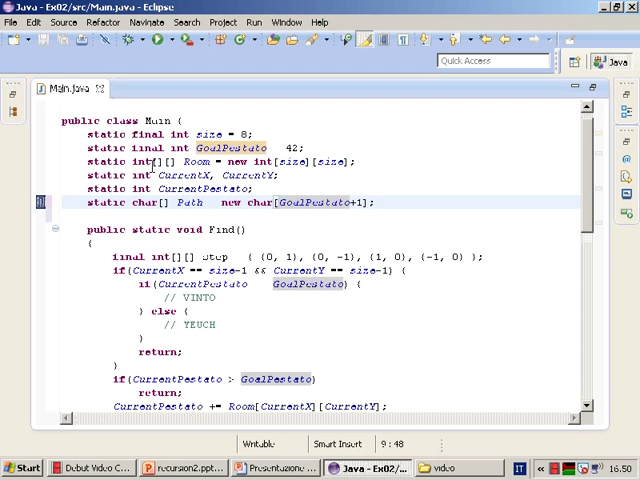 Java - Ex02/src/Main.java - Eclipse
File Edit Source Refactor Navigate Search Project Run Window Help
Quick Access
Java
Main.java
public class Main {
static final int size = 8;
static final int GoalPestato = 42;
static int[][] Room = new int[size][size];
static int CurrentX, CurrentY;
static int CurrentPestato;
static char[] Path = new char[GoalPestato+1];
public static void Find()
{
final int[][] step = { {0, 1}, {0, -1}, {1, 0}, {-1, 0} };
if(CurrentX == size-1 && CurrentY == size-1) {
if(CurrentPestato == GoalPestato) {
// VINTO
} else {
// YEUCH
}
return;
}
if(CurrentPestato > GoalPestato)
return;
CurrentPestato += Room[CurrentX][CurrentY];
Writable Smart Insert 9 : 48
Start Debut Video C... recursion2.ppt... Presentazione ... Java - Ex02/... video IT 16.50